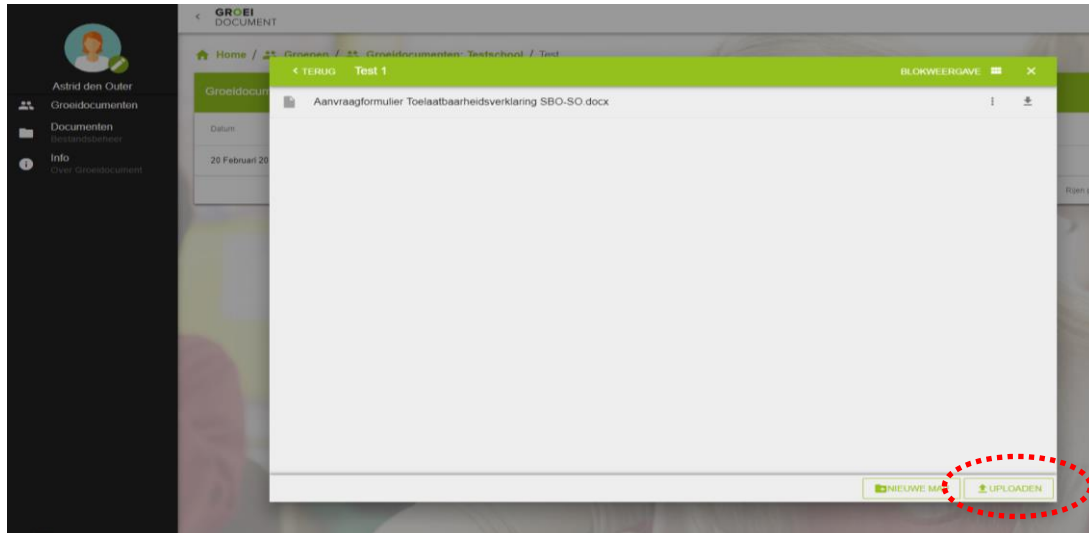 GROEI
DOCUMENT
Home / Groepen / Groeidocumenten: Testschool / Test
Astrid den Outer
Groeidocumenten
Documenten
Bestandsbeheer
Info
Over Groeidocument
TERUG Test 1 BLOKWEERGAVE
Aanvraagformulier Toelaatbaarheidsverklaring SBO-SO.docx
Groeidocum
Datum
20 Februari 20
NIEUWE MA
UPLOADEN